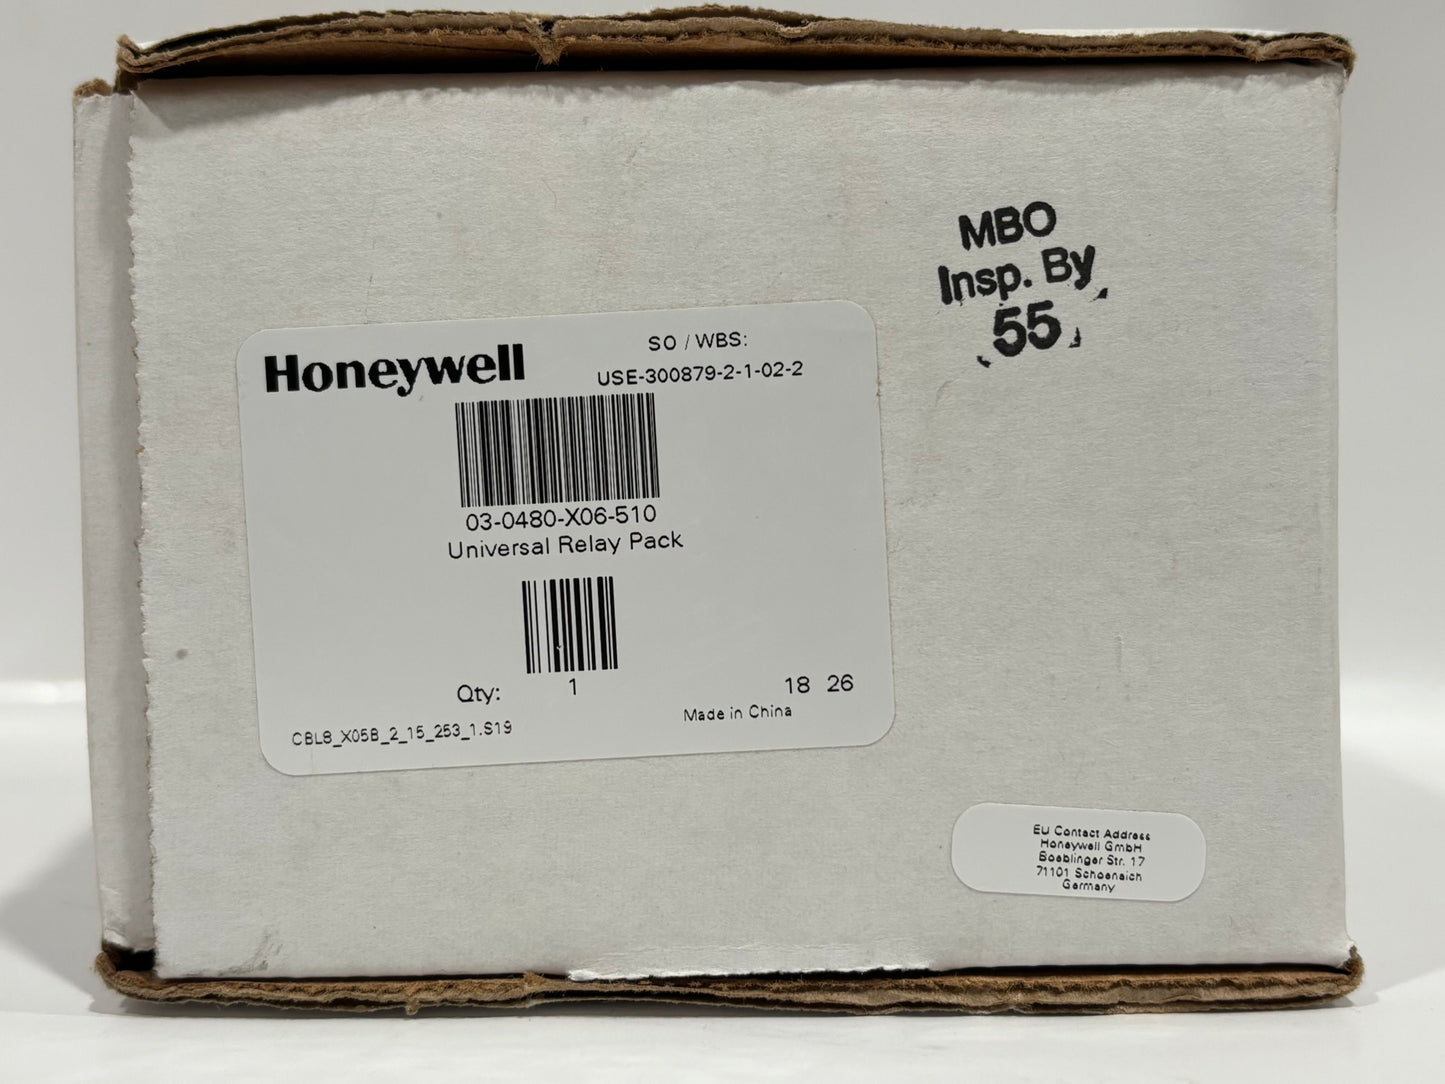 MBO
Insp. By
55
Honeywell
SO / WBS:
USE-300879-2-1-02-2
03-0480-X06-510
Universal Relay Pack
Qty: 1
18 26
Made in China
CBL8_X05B_2_15_253_1.S19
EU Contact Address
Honeywell GmbH
Boeblinger Str. 17
71101 Schoenaich
Germany